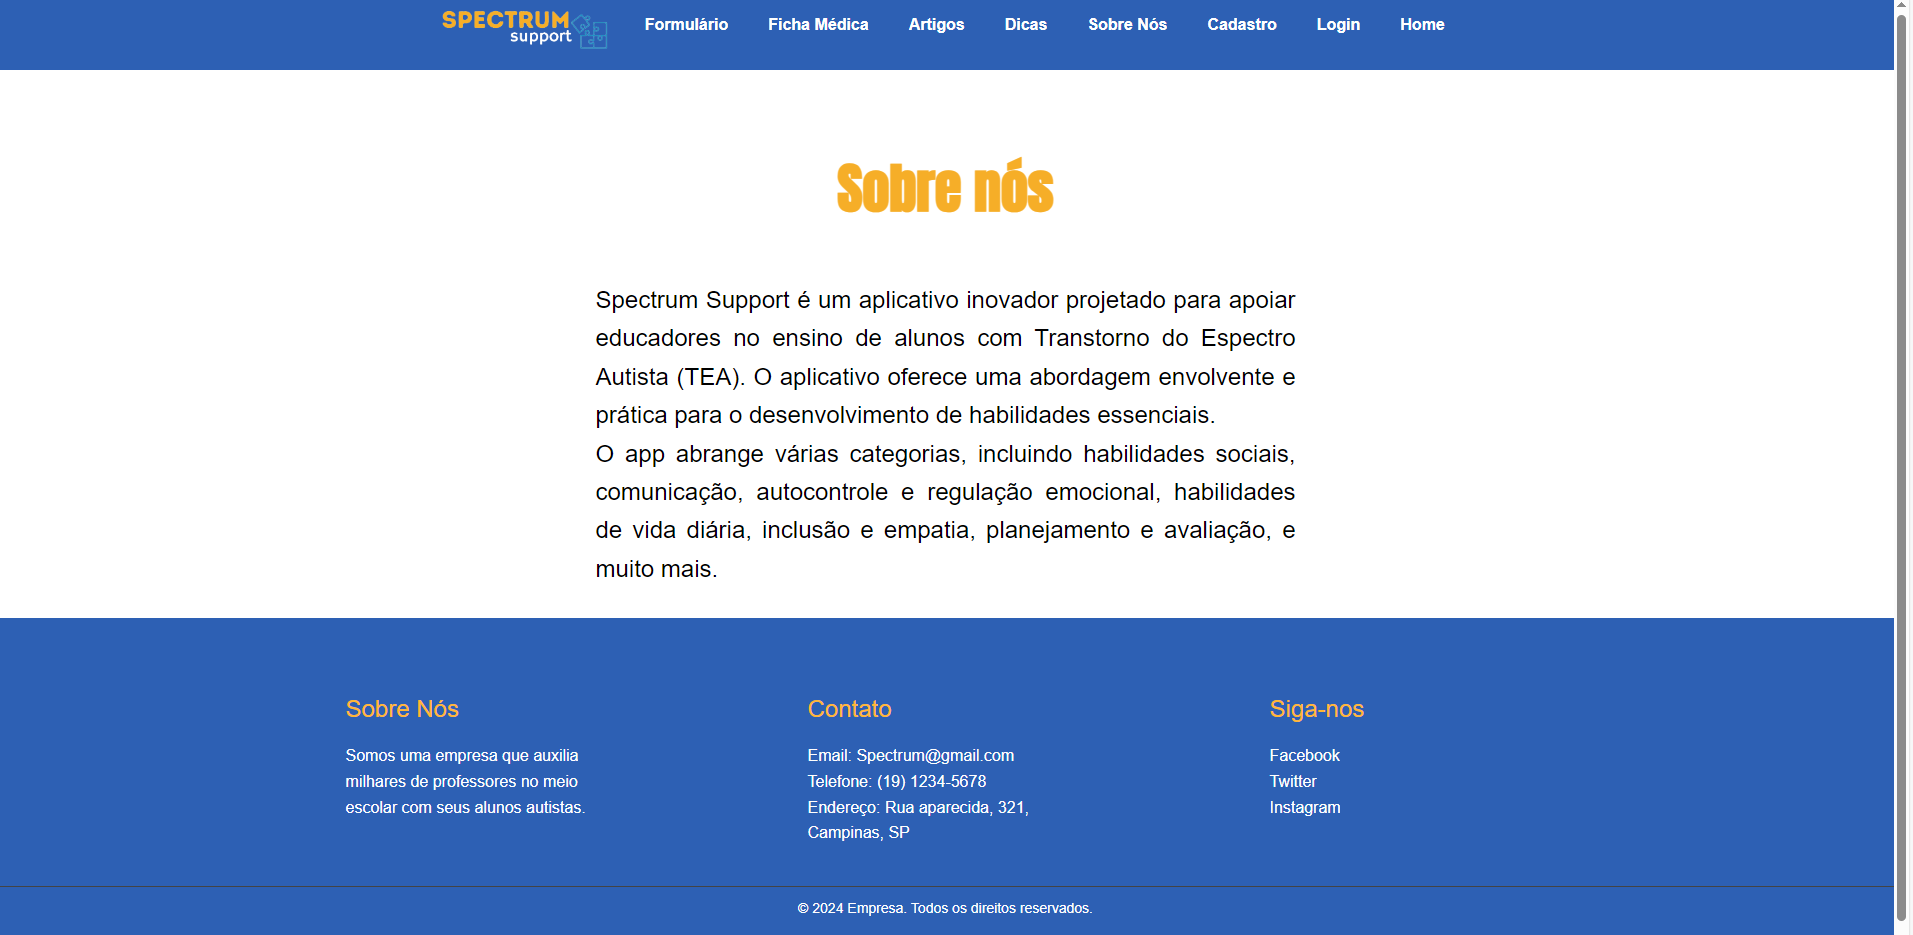 SPECTRUM
support
Formulário Ficha Médica Artigos Dicas Sobre Nós Cadastro Login Home
Sobre nós
Spectrum Support é um aplicativo inovador projetado para apoiar
educadores no ensino de alunos com Transtorno do Espectro
Autista (TEA). O aplicativo oferece uma abordagem envolvente e
prática para o desenvolvimento de habilidades essenciais.
O app abrange várias categorias, incluindo habilidades sociais,
comunicação, autocontrole e regulação emocional, habilidades
de vida diária, inclusão e empatia, planejamento e avaliação, e
muito mais.
Sobre Nós
Somos uma empresa que auxilia
milhares de professores no meio
escolar com seus alunos autistas.
Contato
Email: Spectrum@gmail.com
Telefone: (19) 1234-5678
Endereço: Rua aparecida, 321,
Campinas, SP
Siga-nos
Facebook
Twitter
Instagram
© 2024 Empresa. Todos os direitos reservados.